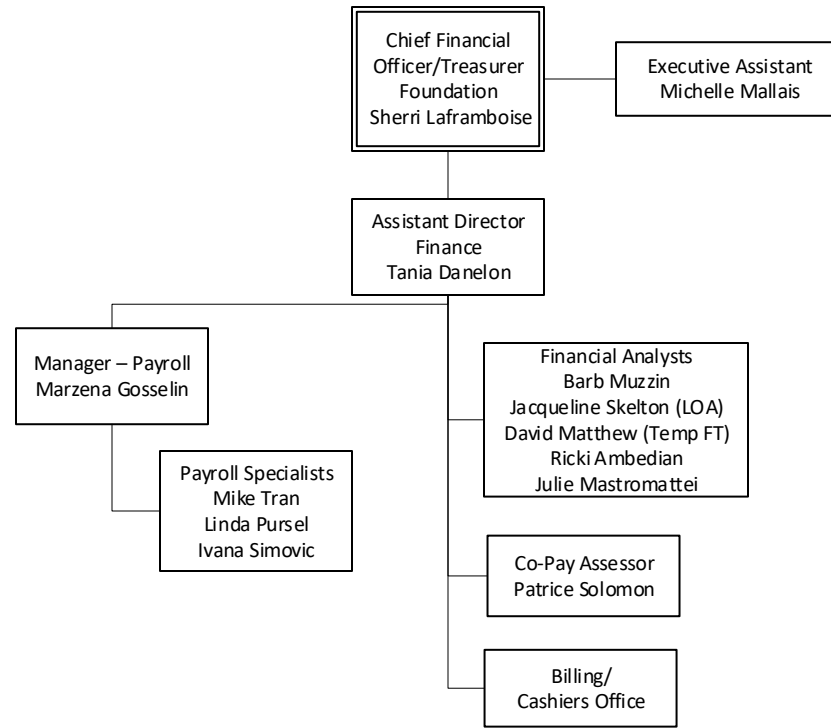 Chief Financial
Officer/Treasurer
Foundation
Sherri Laframboise
Executive Assistant
Michelle Mallais
Assistant Director
Finance
Tania Danelon
Manager – Payroll
Marzena Gosselin
Financial Analysts
Barb Muzzin
Jacqueline Skelton (LOA)
David Matthew (Temp FT)
Ricki Ambedian
Julie Mastromattei
Payroll Specialists
Mike Tran
Linda Pursel
Ivana Simovic
Co-Pay Assessor
Patrice Solomon
Billing/
Cashiers Office